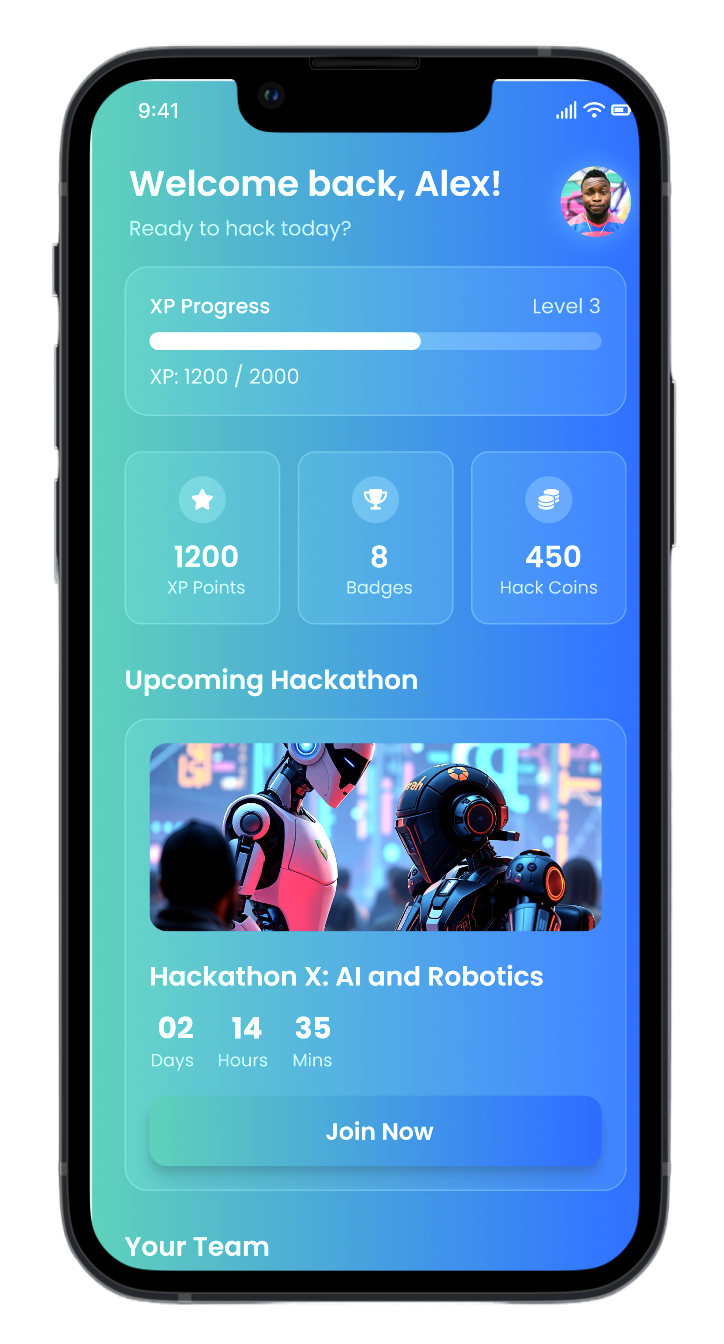 9:41
Welcome back, Alex!
Ready to hack today?
XP Progress Level 3
XP: 1200 / 2000
1200 8 450
XP Points Badges Hack Coins
Upcoming Hackathon
Hackathon X: AI and Robotics
02 14 35
Days Hours Mins
Join Now
Your Team